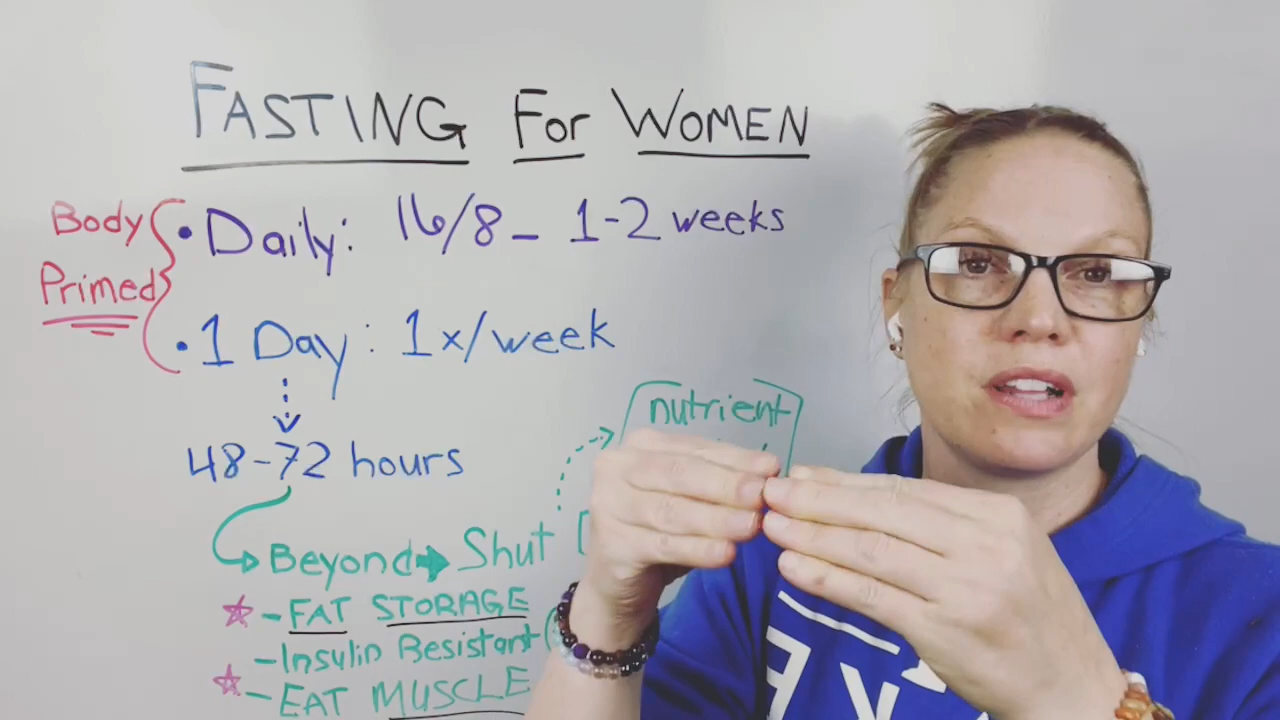 FASTING For WOMEN
Body
Primed
• Daily: 16/8 - 1-2 weeks
• 1 Day: 1x/week
48-72 hours
nutrient
Beyond → Shut
- FAT STORAGE
- Insulin Resistant
- EAT MUSCLE